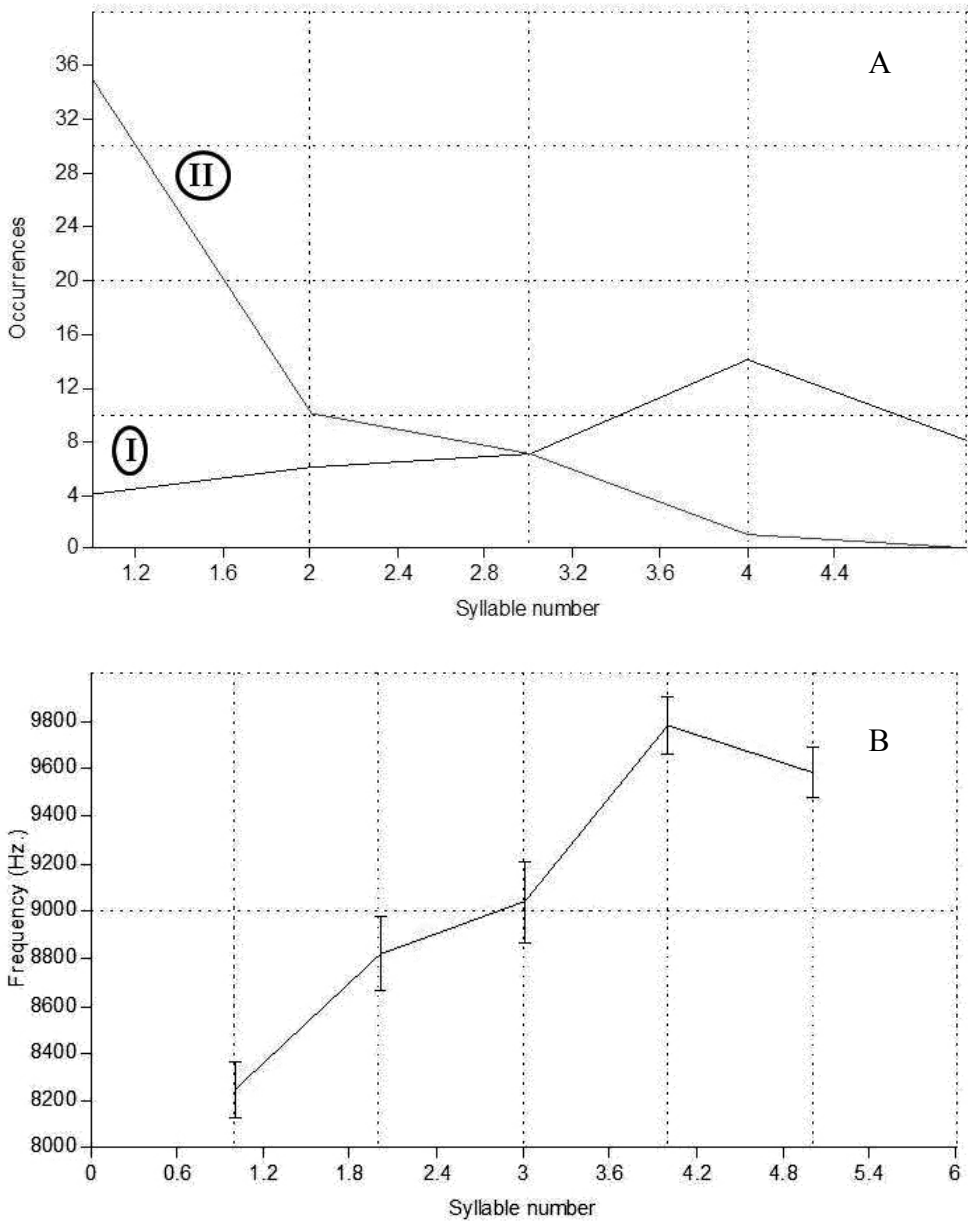 A
36
32
28
24
20
16
12
8
4
0
Occurrences
II
I
1.2 1.6 2 2.4 2.8 3.2 3.6 4 4.4
Syllable number
B
9800
9600
9400
9200
9000
8800
8600
8400
8200
8000
Frequency (Hz.)
0 0.6 1.2 1.8 2.4 3 3.6 4.2 4.8 5.4 6
Syllable number